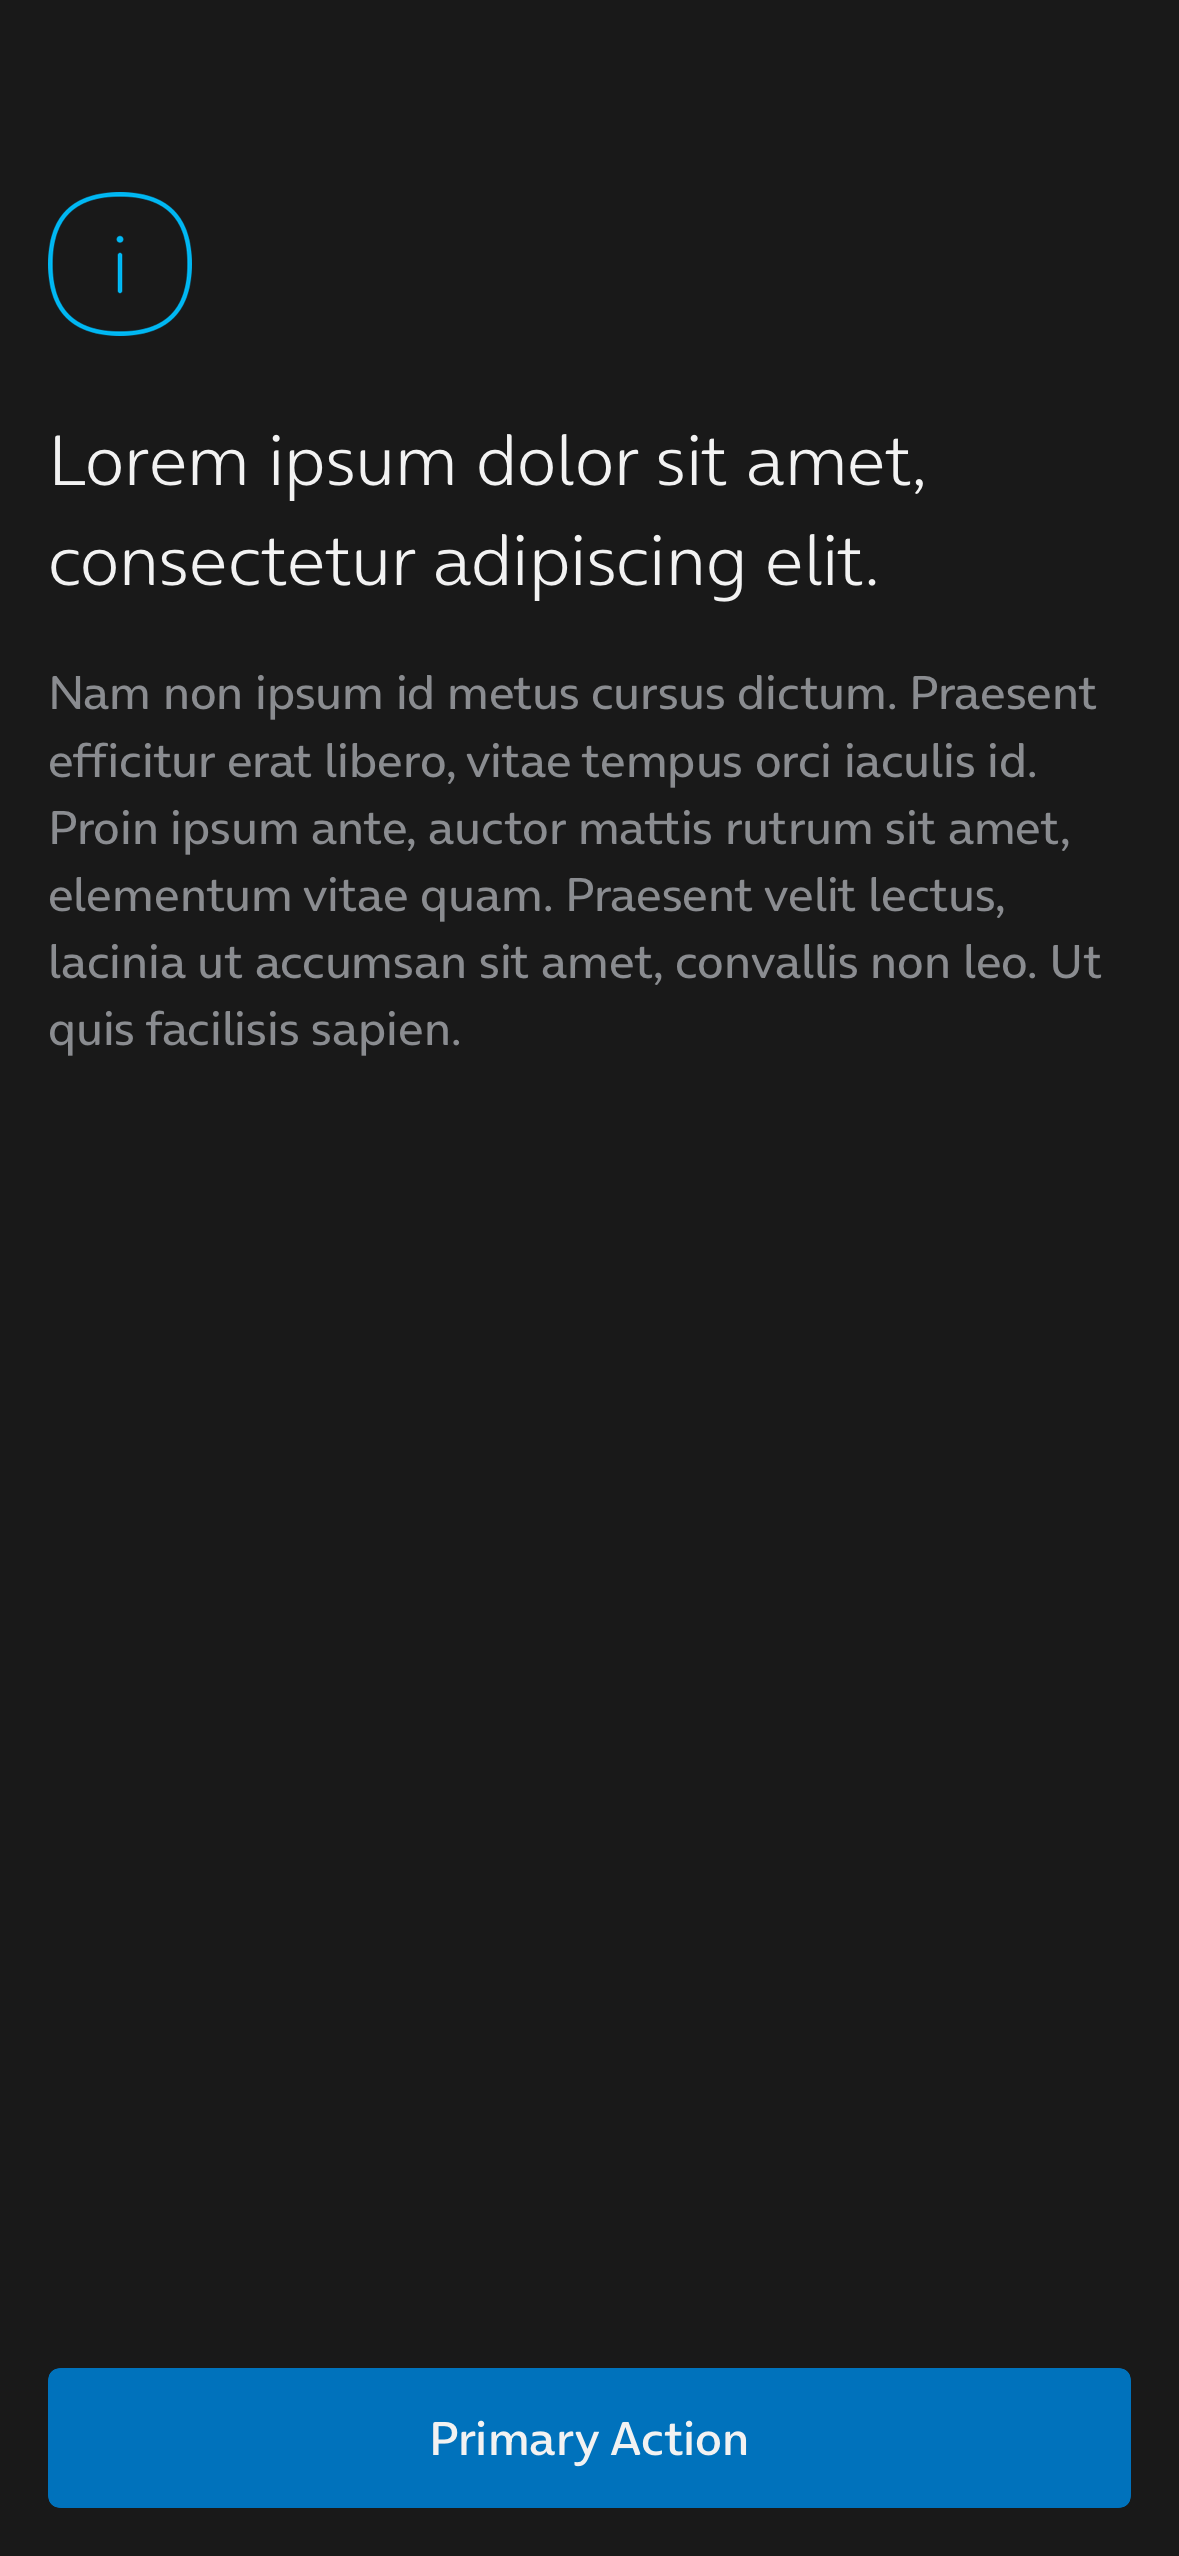 Lorem ipsum dolor sit amet,
consectetur adipiscing elit.
Nam non ipsum id metus cursus dictum. Praesent
efficitur erat libero, vitae tempus orci iaculis id.
Proin ipsum ante, auctor mattis rutrum sit amet,
elementum vitae quam. Praesent velit lectus,
lacinia ut accumsan sit amet, convallis non leo. Ut
quis facilisis sapien.
Primary Action